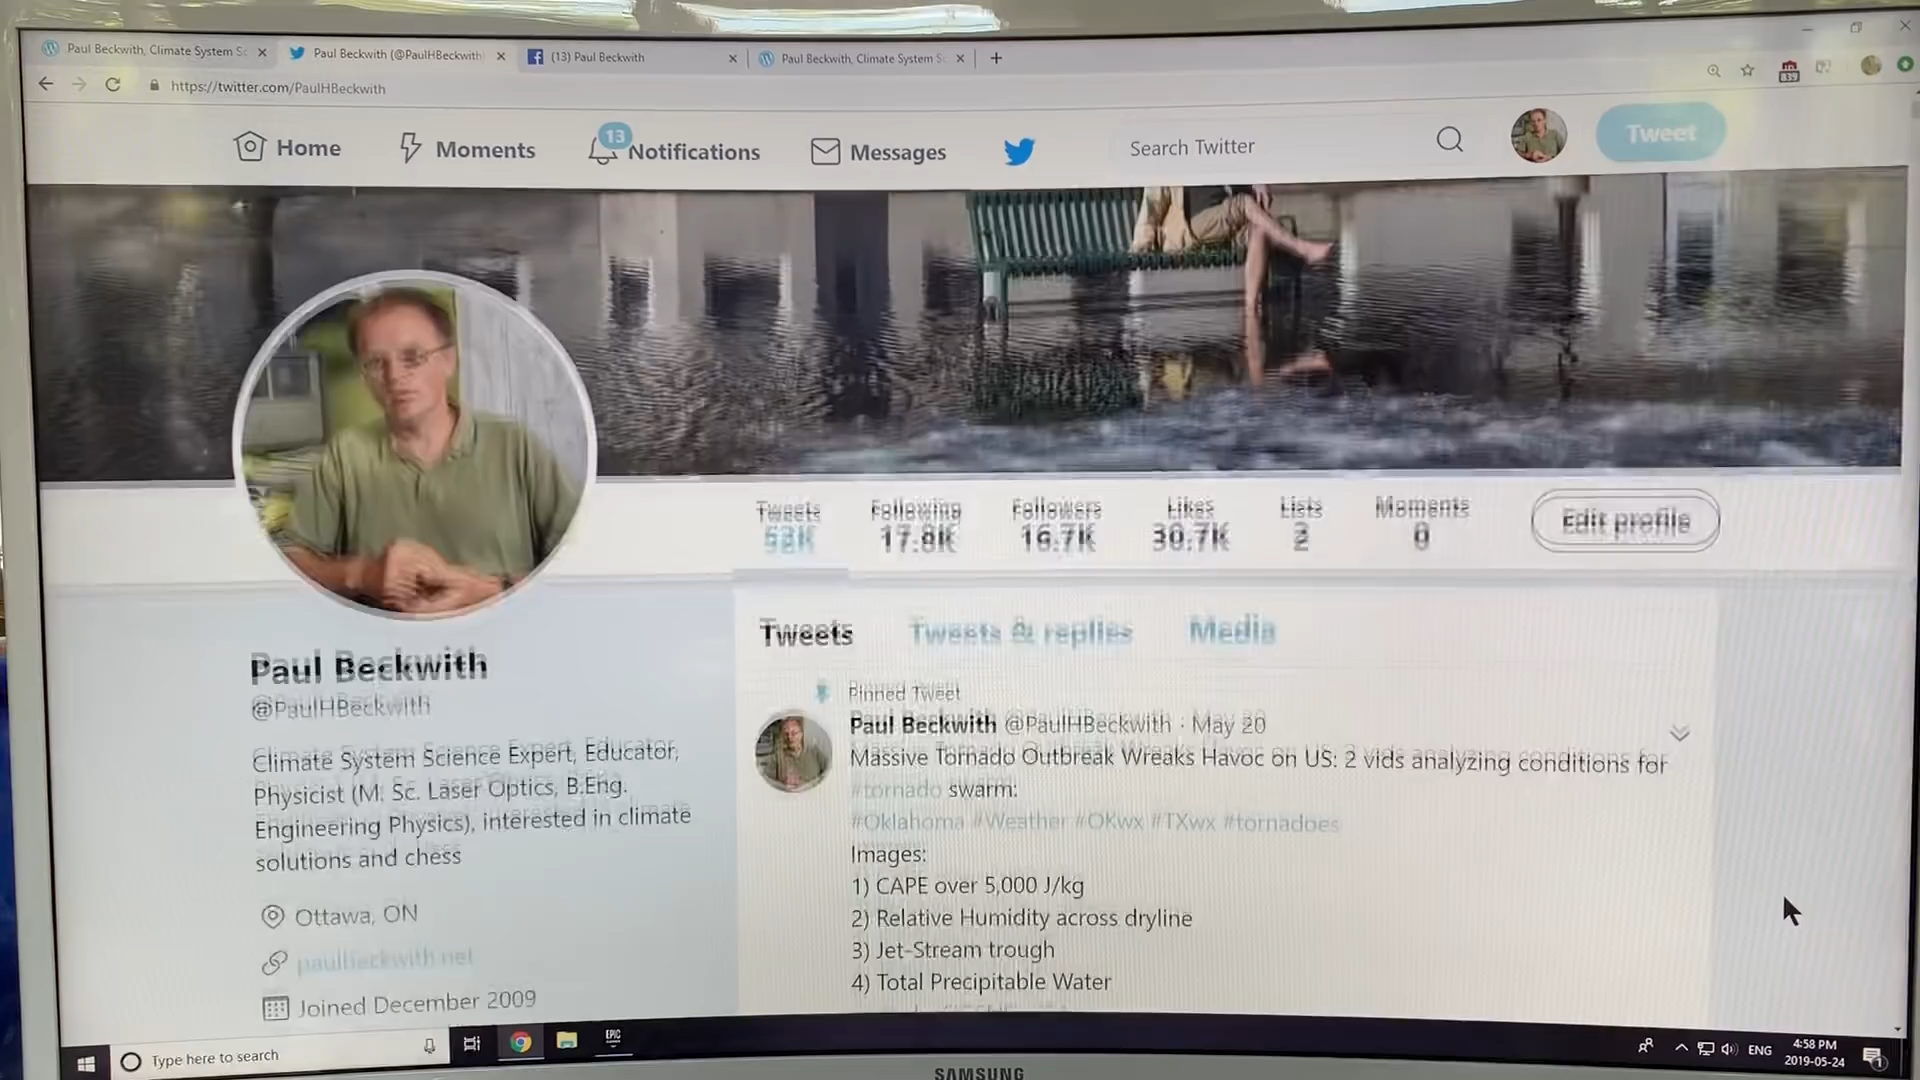 Paul Beckwith, Climate System Sc
Paul Beckwith (@PaulHBeckwith)
(13) Paul Beckwith
Paul Beckwith, Climate System S
https://twitter.com/PaulHBeckwith
Home
Moments
13
Notifications
Messages
Search Twitter
Tweet
Tweets
Following
Followers
Likes
Lists
Moments
52K
17.8K
16.7K
30.7K
2
0
Edit profile
Tweets
Tweets & replies
Media
Paul Beckwith
@PaulHBeckwith
Climate System Science Expert, Educator,
Physicist (M. Sc. Laser Optics, B.Eng.
Engineering Physics), interested in climate
solutions and chess
Ottawa, ON
paulbeckwith.net
Joined December 2009
Pinned Tweet
Paul Beckwith @PaulHBeckwith · May 20
Massive Tornado Outbreak Wreaks Havoc on US: 2 vids analyzing conditions for
#tornado swarm:
#Oklahoma #Weather #OKwx #TXwx #tornadoes
Images:
1) CAPE over 5,000 J/kg
2) Relative Humidity across dryline
3) Jet-Stream trough
4) Total Precipitable Water
Type here to search
EPIC
ENG
4:58 PM
2019-05-24
1
SAMSUNG